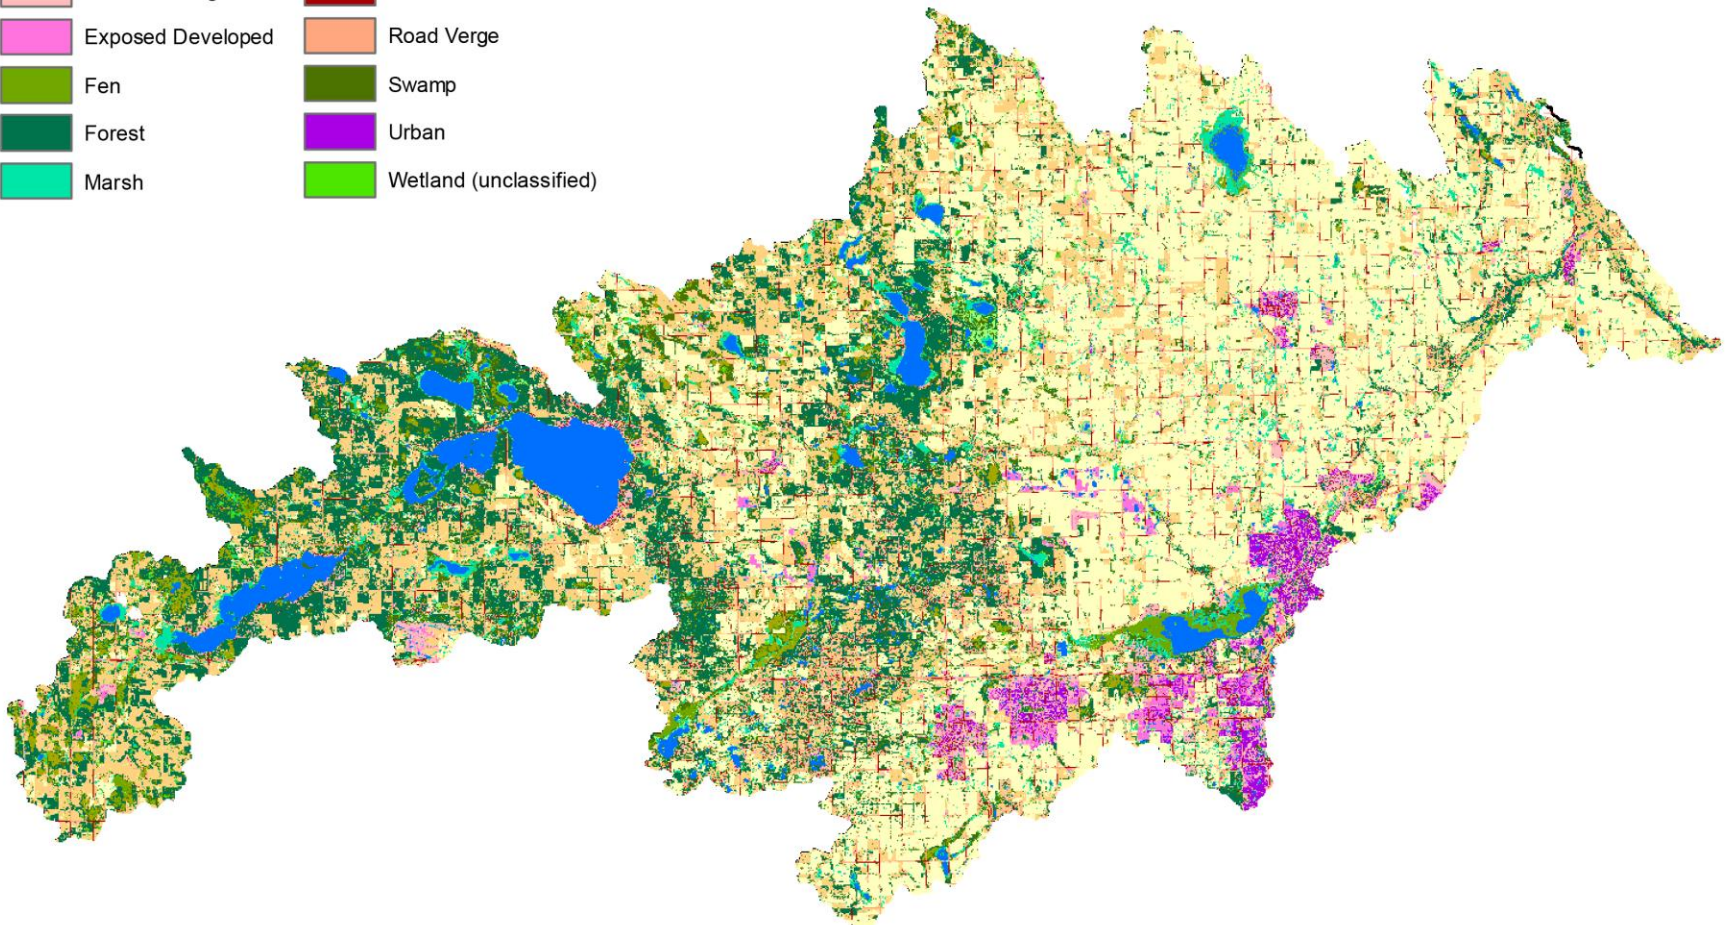 Exposed Developed
Road Verge
Fen
Swamp
Forest
Urban
Marsh
Wetland (unclassified)